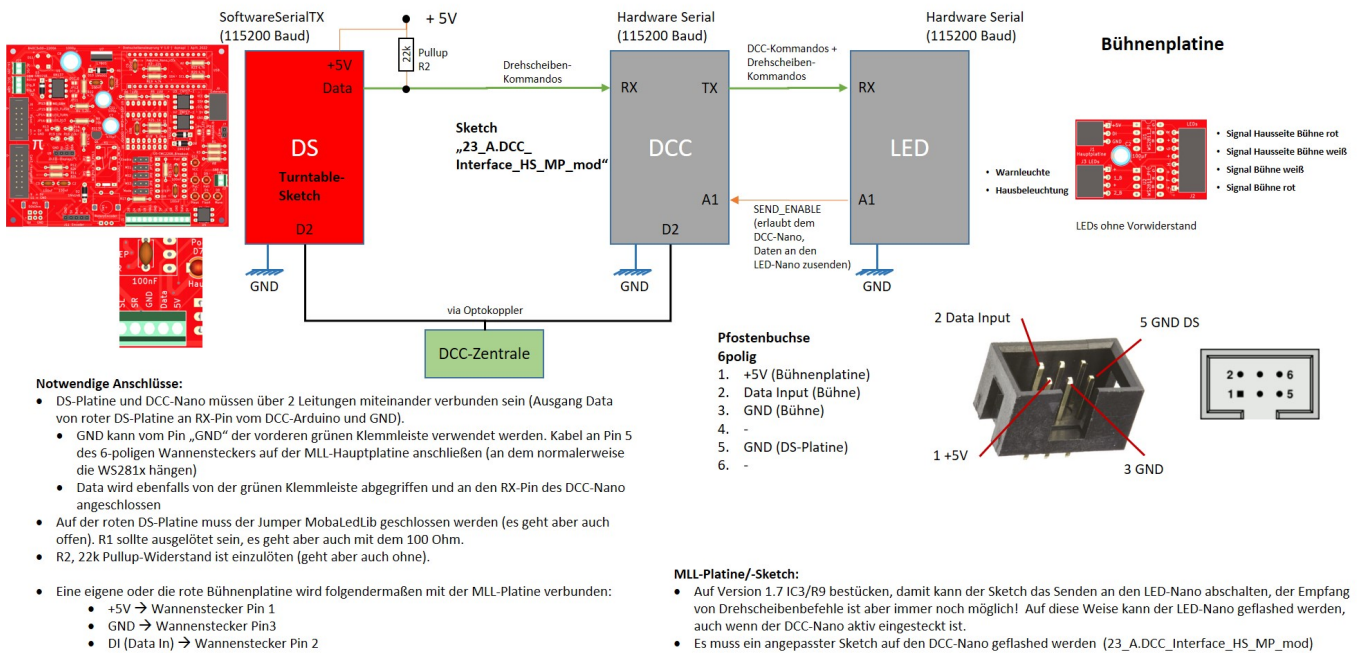 SoftwareSerialTX
(115200 Baud)
+ 5V
22k
Pullup
R2
+5V
Data
DS
Turntable-
Sketch
D2
GND
Drehscheiben-
Kommandos
Sketch
„23_A.DCC_
Interface_HS_MP_mod“
Hardware Serial
(115200 Baud)
RX
TX
DCC
A1
D2
GND
DCC-Kommandos +
Drehscheiben-
Kommandos
SEND_ENABLE
(erlaubt dem
DCC-Nano,
Daten an den
LED-Nano zusenden)
Hardware Serial
(115200 Baud)
RX
LED
A1
GND
via Optokoppler
DCC-Zentrale
Bühnenplatine
• Warnleuchte
• Hausbeleuchtung
+5V
GND
Hauptplatine
J3 LEDs
LEDs
• Signal Hausseite Bühne rot
• Signal Hausseite Bühne weiß
• Signal Bühne weiß
• Signal Bühne rot
LEDs ohne Vorwiderstand
π
100nF
SL
SR
GND
Data
5V
Pfostenbuchse
6polig
1. +5V (Bühnenplatine)
2. Data Input (Bühne)
3. GND (Bühne)
4. -
5. GND (DS-Platine)
6. -
2 Data Input
5 GND DS
1 +5V
3 GND
2 6
1 5
Notwendige Anschlüsse:
• DS-Platine und DCC-Nano müssen über 2 Leitungen miteinander verbunden sein (Ausgang Data
von roter DS-Platine an RX-Pin vom DCC-Arduino und GND).
• GND kann vom Pin „GND“ der vorderen grünen Klemmleiste verwendet werden. Kabel an Pin 5
des 6-poligen Wannensteckers auf der MLL-Hauptplatine anschließen (an dem normalerweise
die WS281x hängen)
• Data wird ebenfalls von der grünen Klemmleiste abgegriffen und an den RX-Pin des DCC-Nano
angeschlossen
• Auf der roten DS-Platine muss der Jumper MobaLedLib geschlossen werden (es geht aber auch
offen). R1 sollte ausgelötet sein, es geht aber auch mit dem 100 Ohm.
• R2, 22k Pullup-Widerstand ist einzulöten (geht aber auch ohne).
• Eine eigene oder die rote Bühnenplatine wird folgendermaßen mit der MLL-Platine verbunden:
• +5V → Wannenstecker Pin 1
• GND → Wannenstecker Pin3
• DI (Data In) → Wannenstecker Pin 2
MLL-Platine/-Sketch:
• Auf Version 1.7 IC3/R9 bestücken, damit kann der Sketch das Senden an den LED-Nano abschalten, der Empfang
von Drehscheibenbefehle ist aber immer noch möglich! Auf diese Weise kann der LED-Nano geflashed werden,
auch wenn der DCC-Nano aktiv eingesteckt ist.
• Es muss ein angepasster Sketch auf den DCC-Nano geflashed werden (23_A.DCC_Interface_HS_MP_mod)